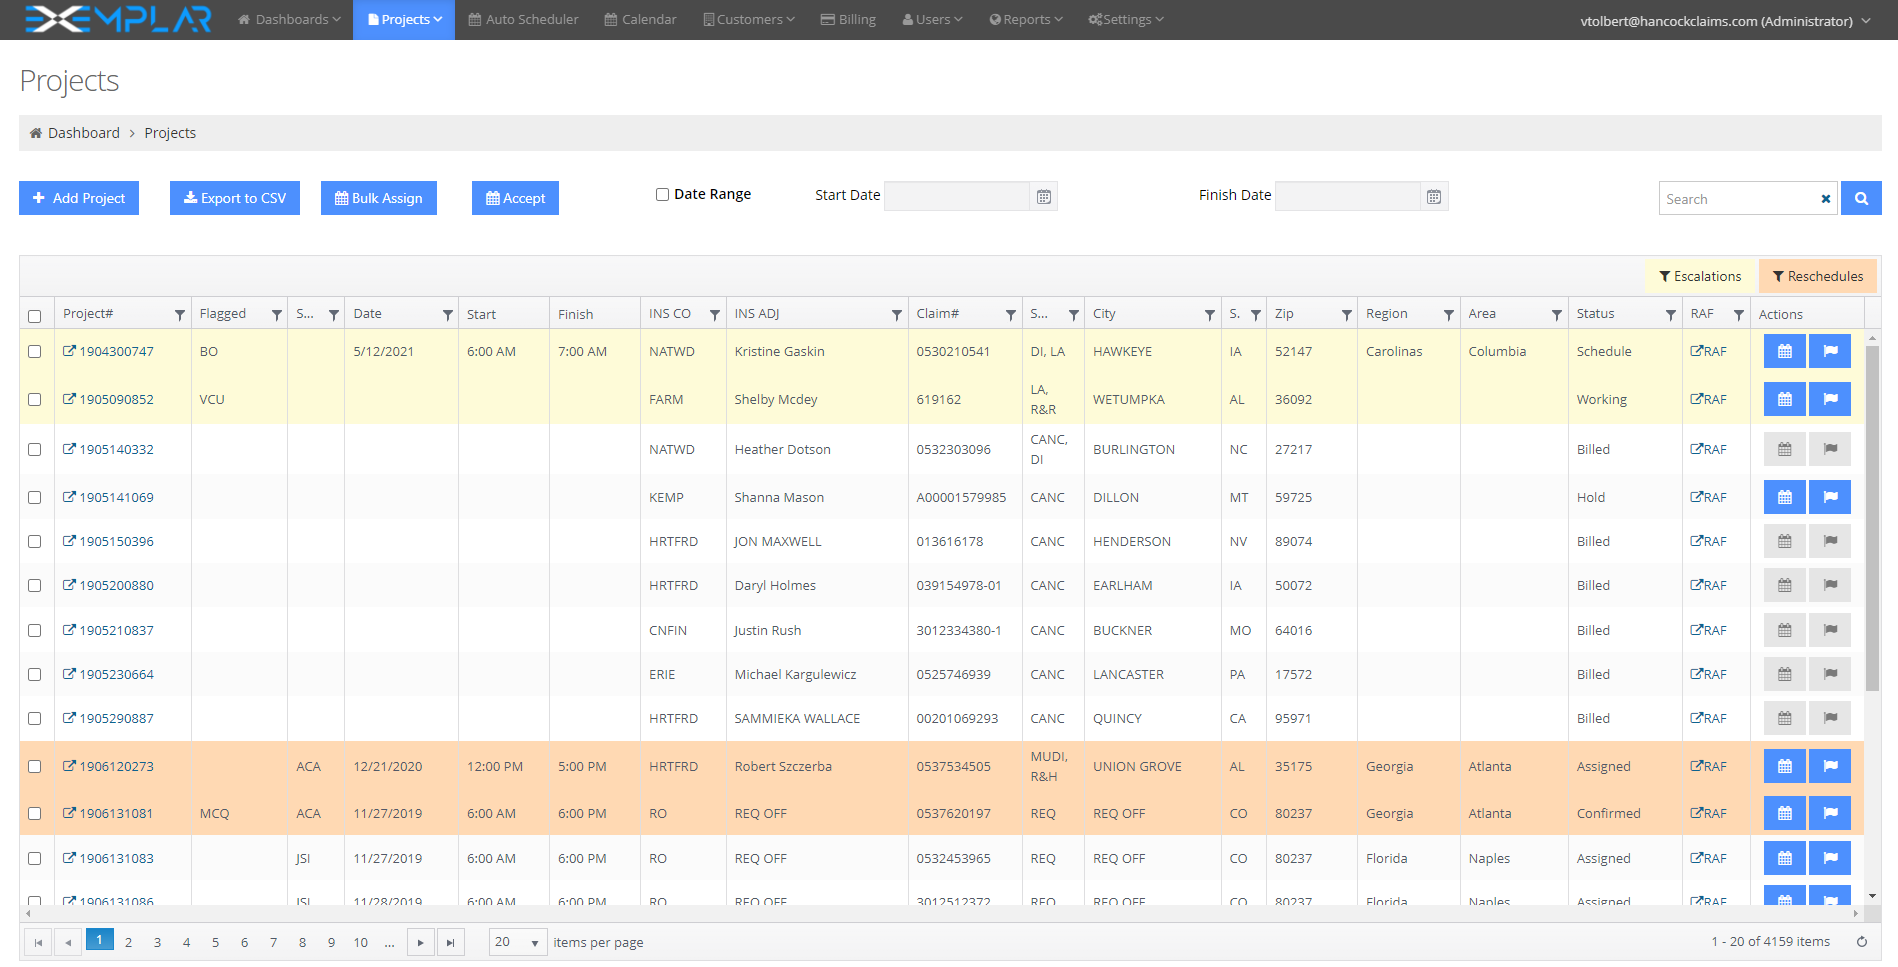 EXEMPLAR Dashboards Projects Auto Scheduler Calendar Customers Billing Users Reports Settings vtolbert@hancockclaims.com (Administrator)
Projects
Dashboard > Projects
+ Add Project Export to CSV Bulk Assign Accept Date Range Start Date Finish Date Search
Escalations Reschedules
Project# Flagged S... Date Start Finish INS CO INS ADJ Claim# S... City S. Zip Region Area Status RAF Actions
1904300747 BO 5/12/2021 6:00 AM 7:00 AM NATWD Kristine Gaskin 0530210541 DI, LA HAWKEYE IA 52147 Carolinas Columbia Schedule RAF
1905090852 VCU FARM Shelby Mcdey 619162 LA, R&R WETUMPKA AL 36092 Working RAF
1905140332 NATWD Heather Dotson 0532303096 CANC, DI BURLINGTON NC 27217 Billed RAF
1905141069 KEMP Shanna Mason A00001579985 CANC DILLON MT 59725 Hold RAF
1905150396 HRTFRD JON MAXWELL 013616178 CANC HENDERSON NV 89074 Billed RAF
1905200880 HRTFRD Daryl Holmes 039154978-01 CANC EARLHAM IA 50072 Billed RAF
1905210837 CNFIN Justin Rush 3012334380-1 CANC BUCKNER MO 64016 Billed RAF
1905230664 ERIE Michael Kargulewicz 0525746939 CANC LANCASTER PA 17572 Billed RAF
1905290887 HRTFRD SAMMIEKA WALLACE 00201069293 CANC QUINCY CA 95971 Billed RAF
1906120273 ACA 12/21/2020 12:00 PM 5:00 PM HRTFRD Robert Szczerba 0537534505 MUDI, R&H UNION GROVE AL 35175 Georgia Atlanta Assigned RAF
1906131081 MCQ ACA 11/27/2019 6:00 AM 6:00 PM RO REQ OFF 0537620197 REQ REQ OFF CO 80237 Georgia Atlanta Confirmed RAF
1906131083 JSI 11/27/2019 6:00 AM 6:00 PM RO REQ OFF 0532453965 REQ REQ OFF CO 80237 Florida Naples Assigned RAF
1906131086 JSI 11/28/2019 6:00 AM 6:00 PM RO REQ OFF 3012512372 REQ REQ OFF CO 80237 Florida Naples Assigned RAF
1 2 3 4 5 6 7 8 9 10 ... 20 items per page 1 - 20 of 4159 items